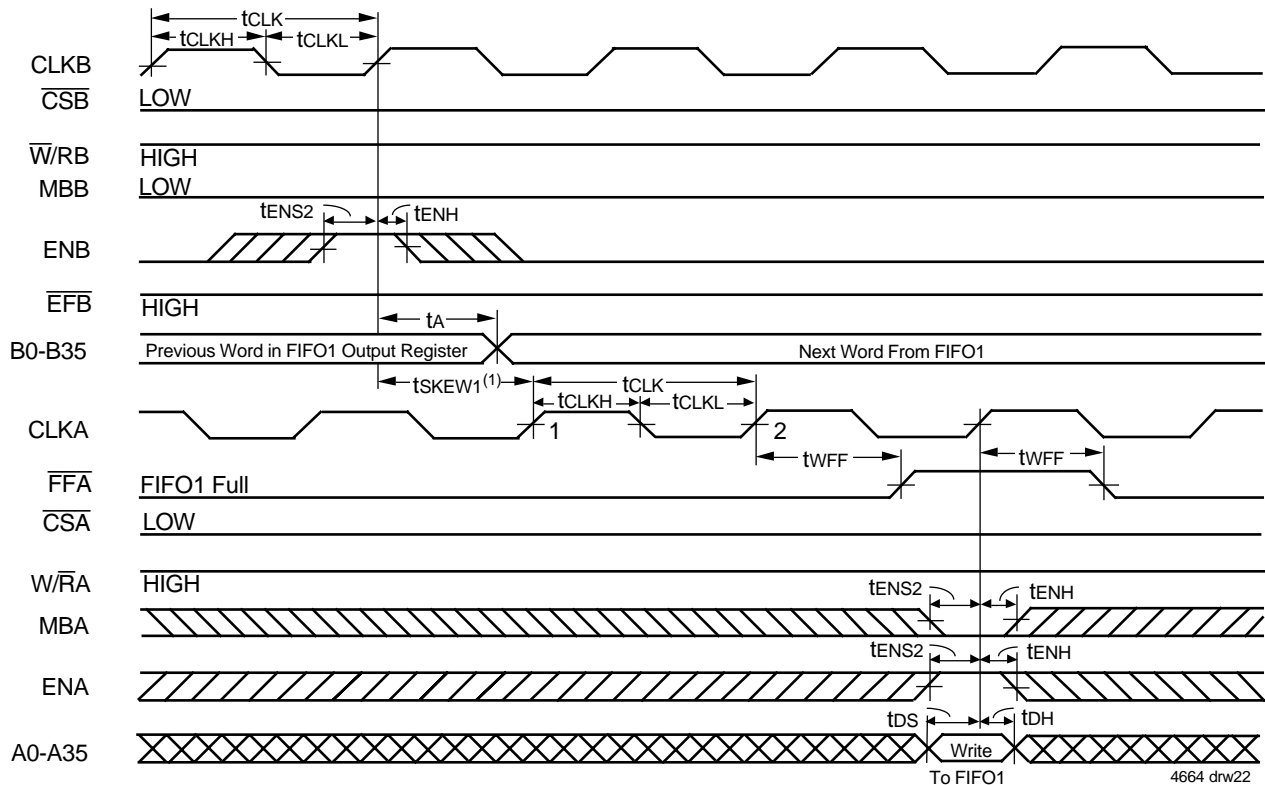 tCLK
tCLKH tCLKL
CLKB
CSB LOW
W/RB HIGH
MBB LOW
tENS2 tENH
ENB
EFB HIGH
tA
B0-B35 Previous Word in FIFO1 Output Register Next Word From FIFO1
tSKEW1(1) tCLK
tCLKH tCLKL
CLKA 1 2
tWFF tWFF
FFA FIFO1 Full
CSA LOW
W/RA HIGH
tENS2 tENH
MBA
tENS2 tENH
ENA
tDS tDH
A0-A35 Write
To FIFO1 4664 drw22